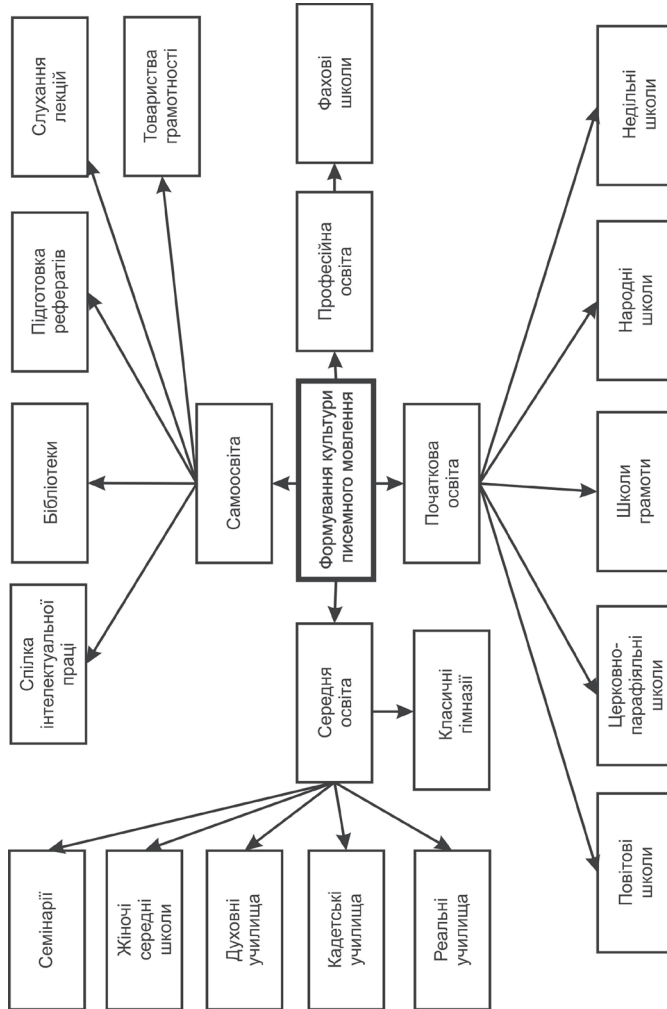 Спілка
інтелектуальної
праці
Бібліотеки
Підготовка
рефератів
Слухання
лекцій
Товариства
грамотності
Самоосвіта
Семінарії
Жіночі
середні
школи
Духовні
училища
Кадетські
училища
Реальні
училища
Середня
освіта
Класичні
гімназії
Формування культури
писемного мовлення
Професійна
освіта
Фахові
школи
Початкова
освіта
Повітові
школи
Церковно-
парафіяльні
школи
Школи
грамоти
Народні
школи
Недільні
школи